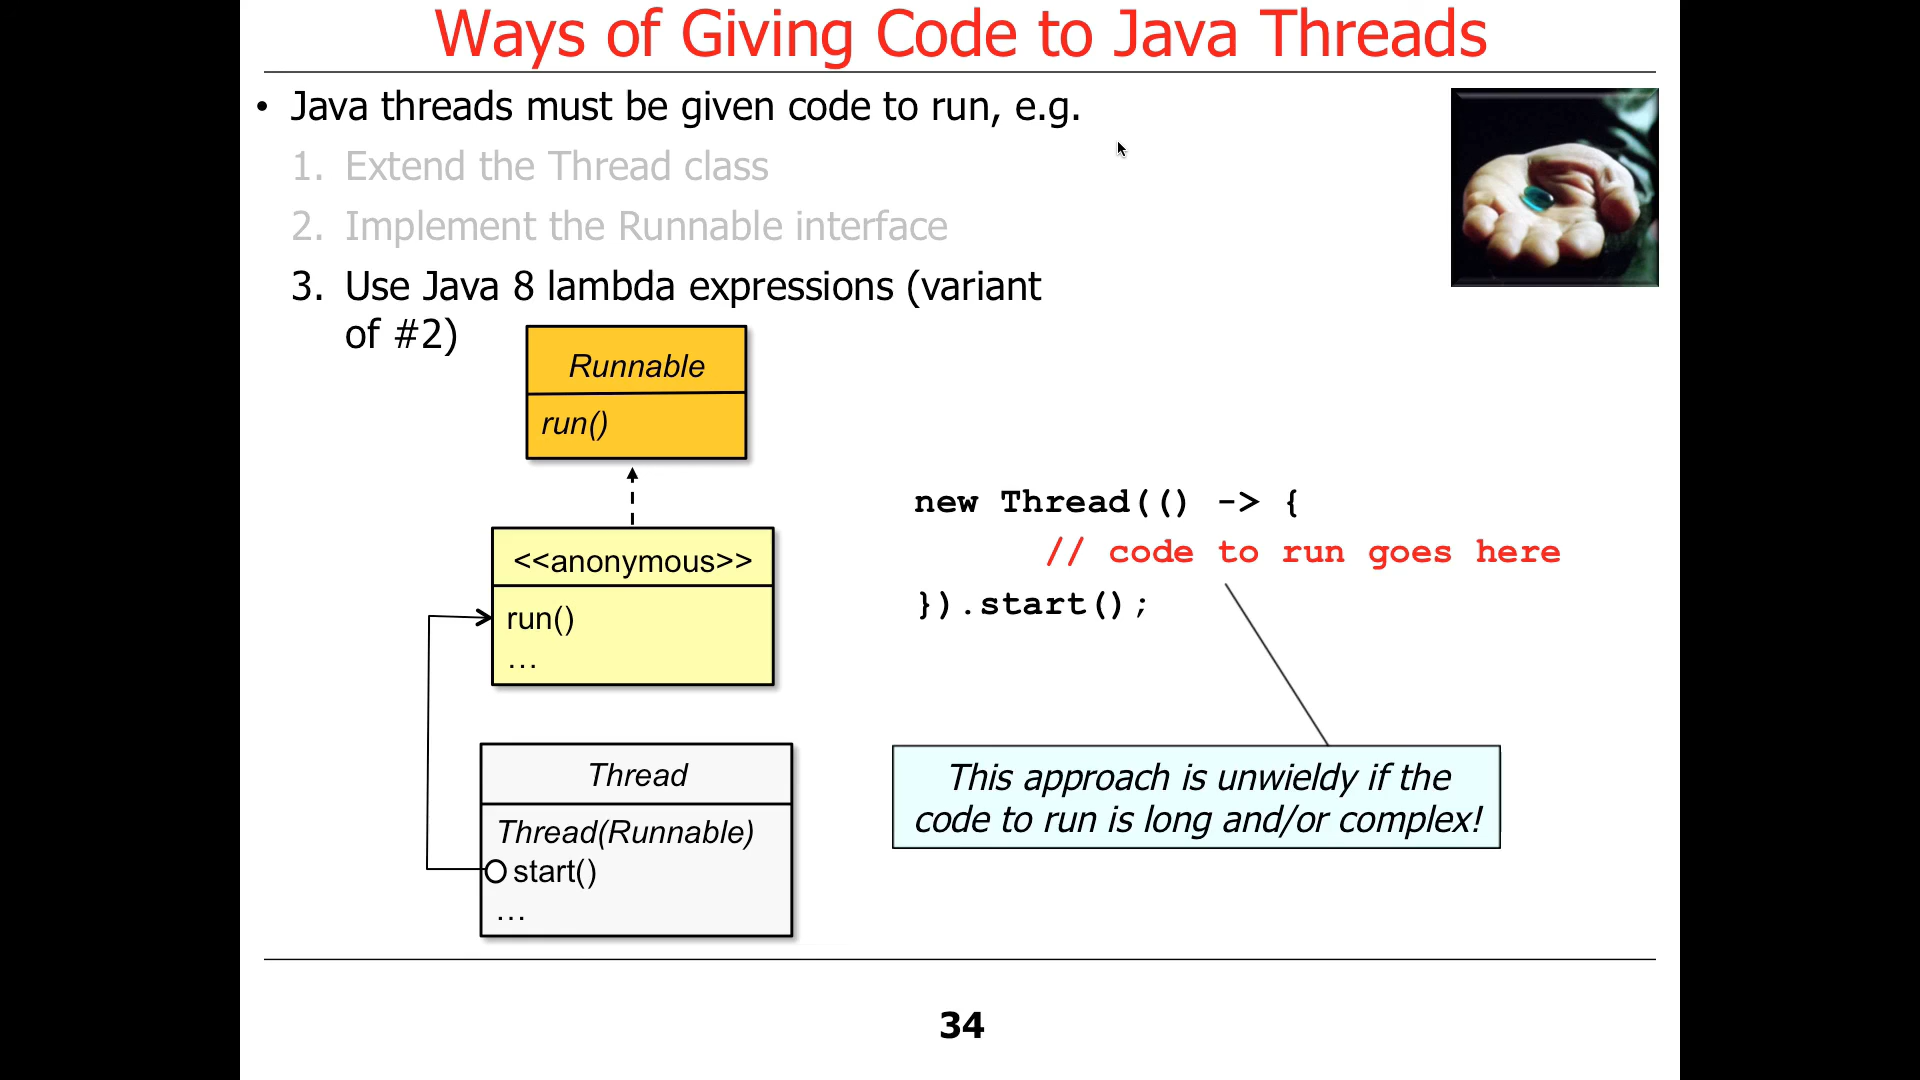 Ways of Giving Code to Java Threads
• Java threads must be given code to run, e.g.
1. Extend the Thread class
2. Implement the Runnable interface
3. Use Java 8 lambda expressions (variant
of #2)
Runnable
run()
<<anonymous>>
run()
…
Thread
Thread(Runnable)
start()
…
new Thread(() -> {
// code to run goes here
}).start();
This approach is unwieldy if the
code to run is long and/or complex!
34